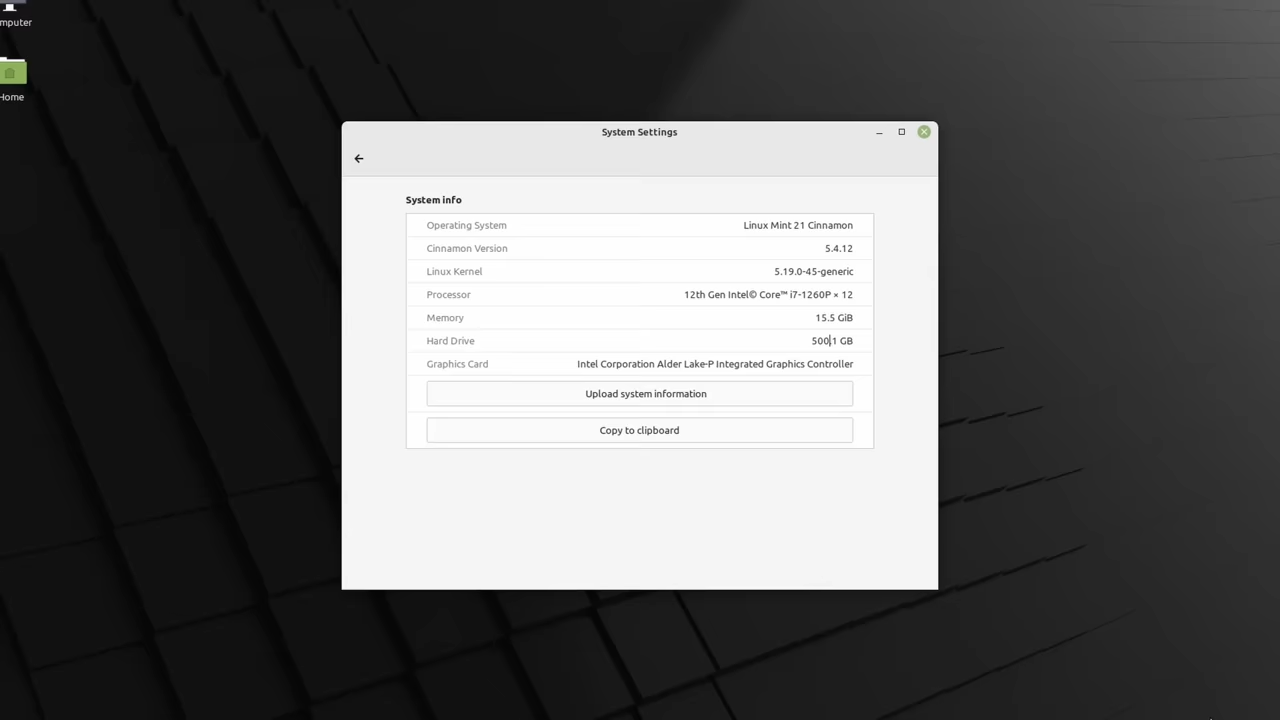 mputer
Home
System Settings
System info
Operating System Linux Mint 21 Cinnamon
Cinnamon Version 5.4.12
Linux Kernel 5.19.0-45-generic
Processor 12th Gen Intel© Core™ i7-1260P × 12
Memory 15.5 GiB
Hard Drive 500.1 GB
Graphics Card Intel Corporation Alder Lake-P Integrated Graphics Controller
Upload system information
Copy to clipboard